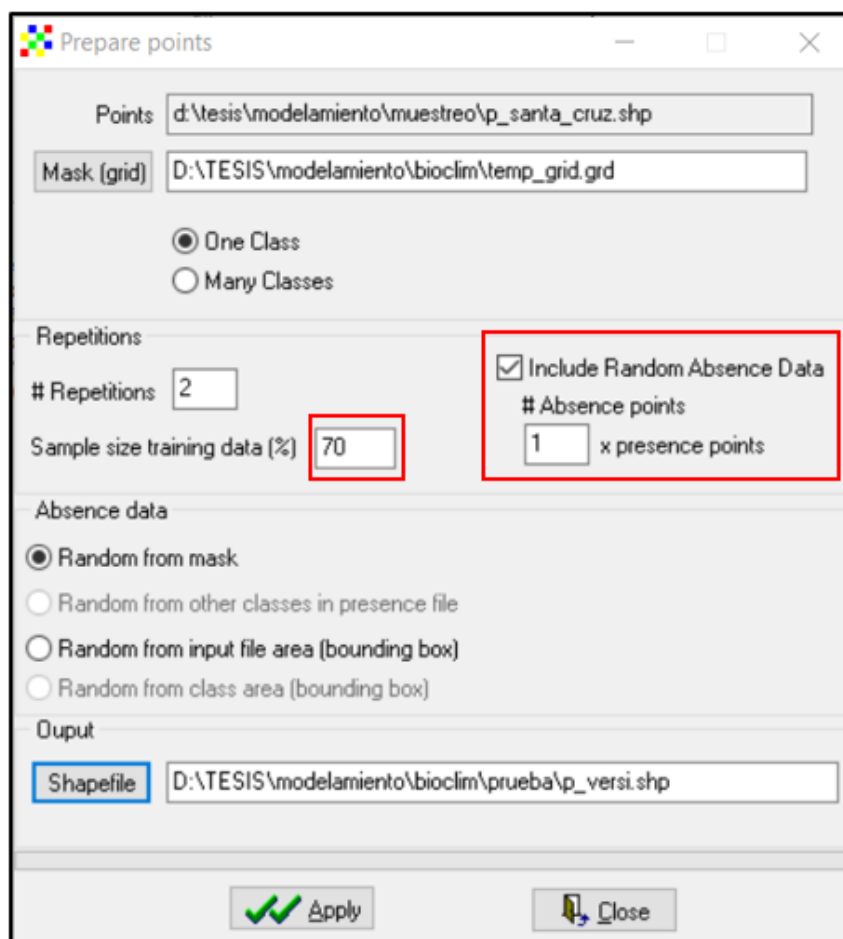 Prepare points
Points d:\tesis\modelamiento\muestreo\p_santa_cruz.shp
Mask (grid) D:\TESIS\modelamiento\bioclim\temp_grid.grd
One Class
Many Classes
Repetitions
# Repetitions 2
Sample size training data (%) 70
Include Random Absence Data
# Absence points
1 x presence points
Absence data
Random from mask
Random from other classes in presence file
Random from input file area (bounding box)
Random from class area (bounding box)
Ouput
Shapefile D:\TESIS\modelamiento\bioclim\prueba\p_versi.shp
Apply Close